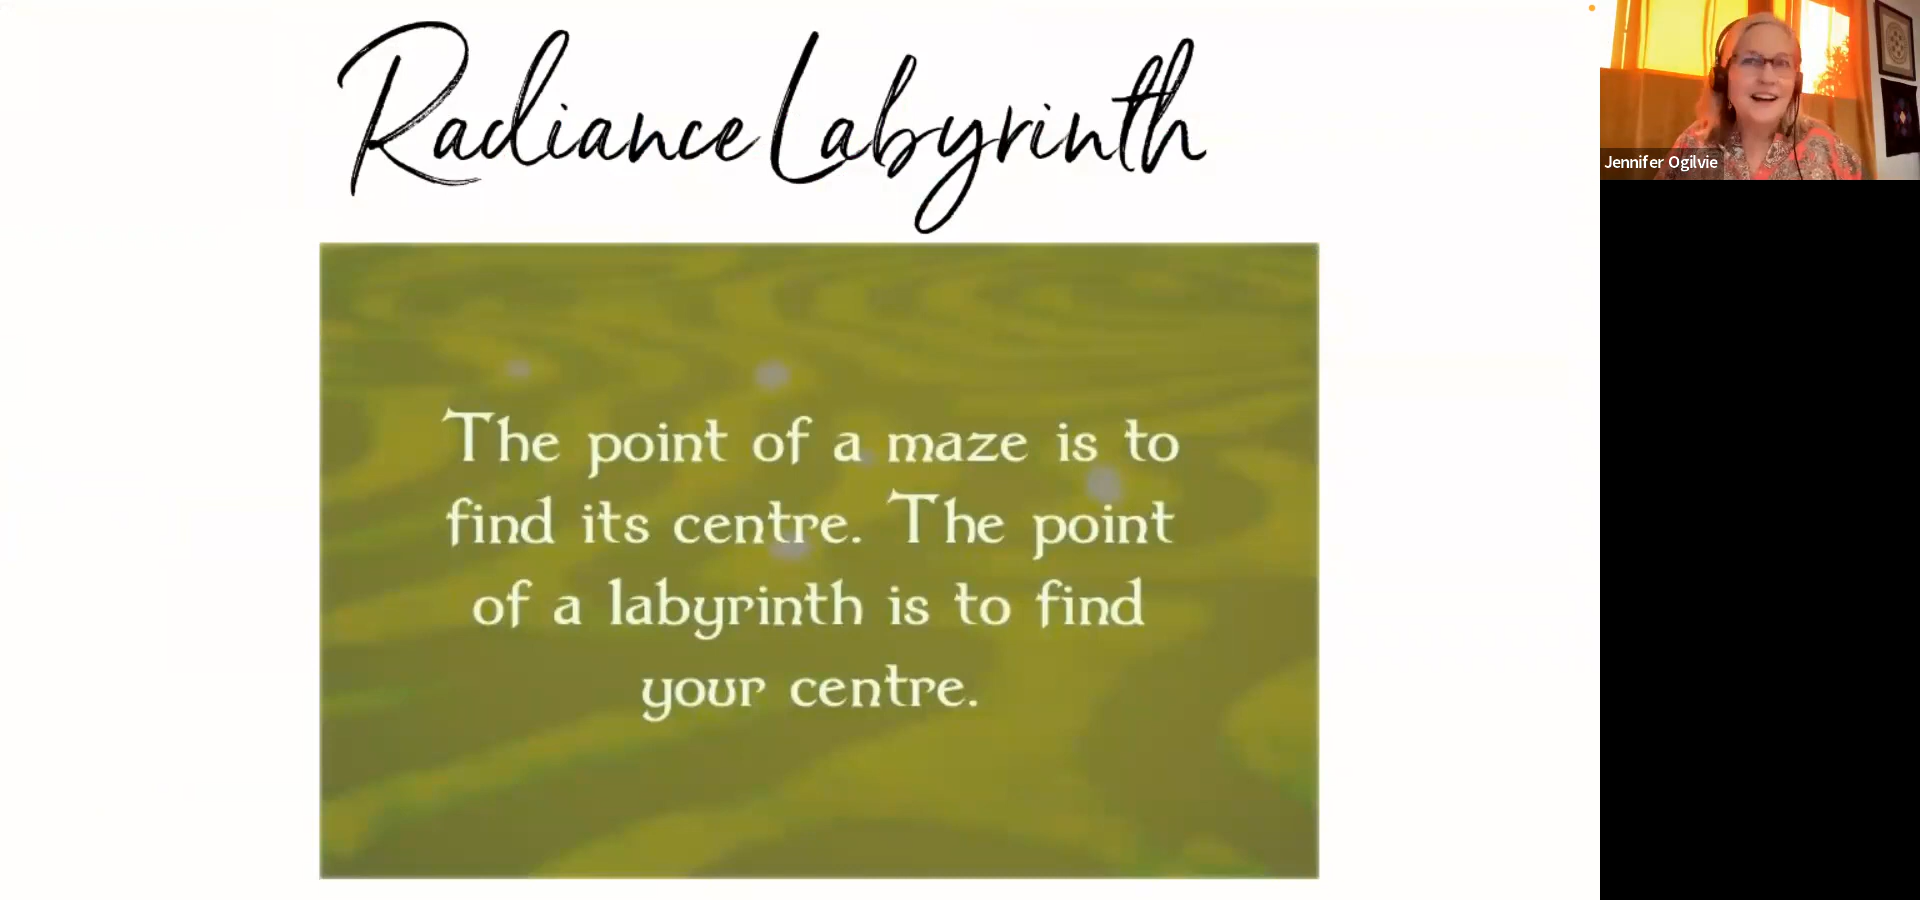 Radiance Labyrinth
Jennifer Ogilvie
The point of a maze is to
find its centre. The point
of a labyrinth is to find
your centre.